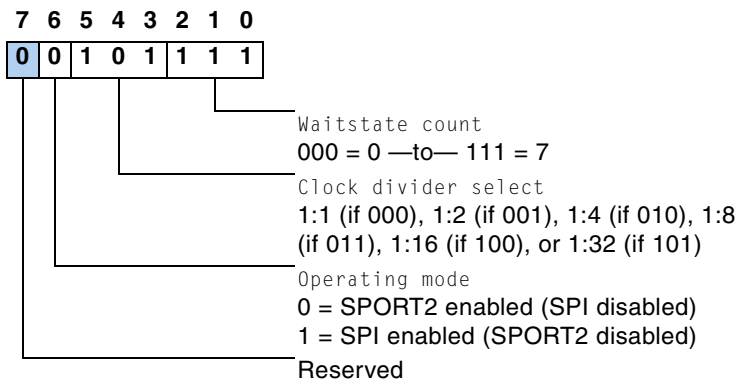 7 6 5 4 3 2 1 0
0 0 1 0 1 1 1 1
Waitstate count
000 = 0 —to— 111 = 7
Clock divider select
1:1 (if 000), 1:2 (if 001), 1:4 (if 010), 1:8
(if 011), 1:16 (if 100), or 1:32 (if 101)
Operating mode
0 = SPORT2 enabled (SPI disabled)
1 = SPI enabled (SPORT2 disabled)
Reserved